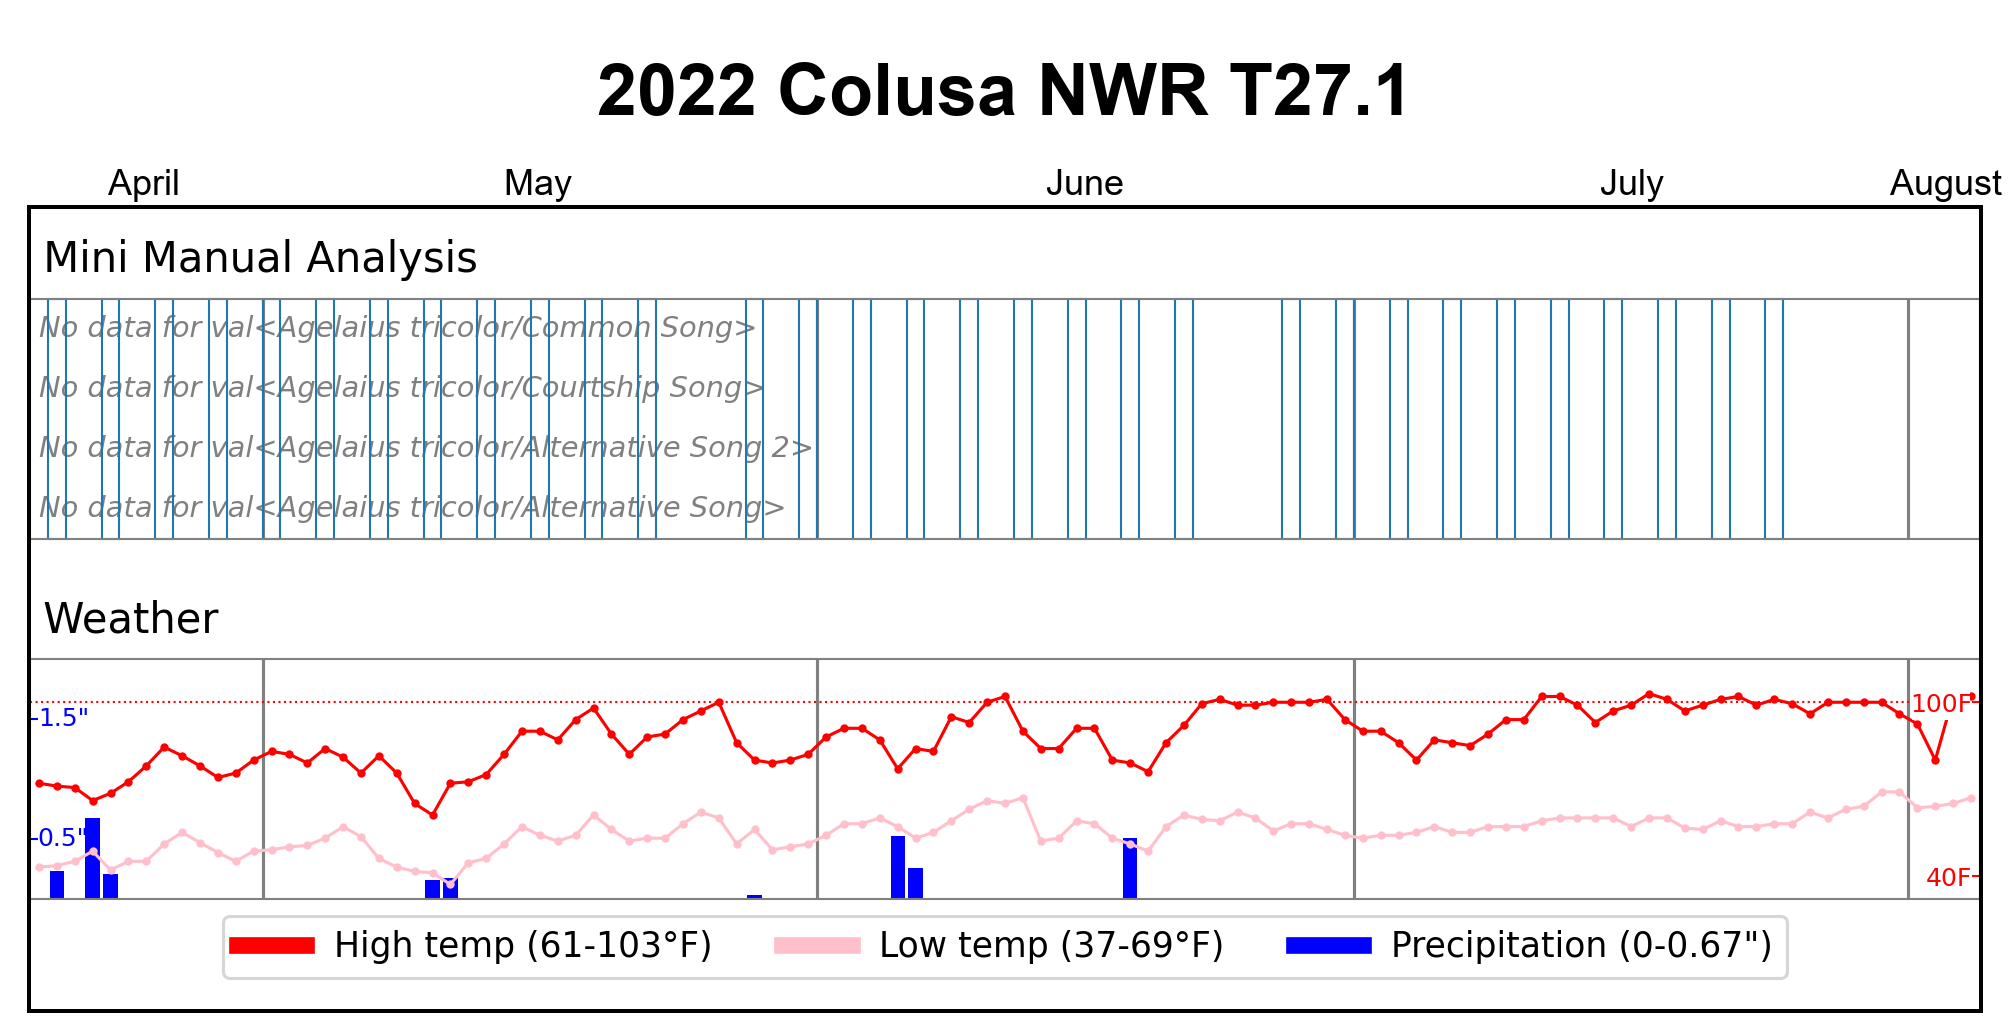 2022 Colusa NWR T27.1
April May June July August
Mini Manual Analysis
No data for val<Agelaius tricolor/Common Song>
No data for val<Agelaius tricolor/Courtship Song>
No data for val<Agelaius tricolor/Alternative Song 2>
No data for val<Agelaius tricolor/Alternative Song>
Weather
1.5" 100F
0.5" 40F
High temp (61-103°F) Low temp (37-69°F) Precipitation (0-0.67")